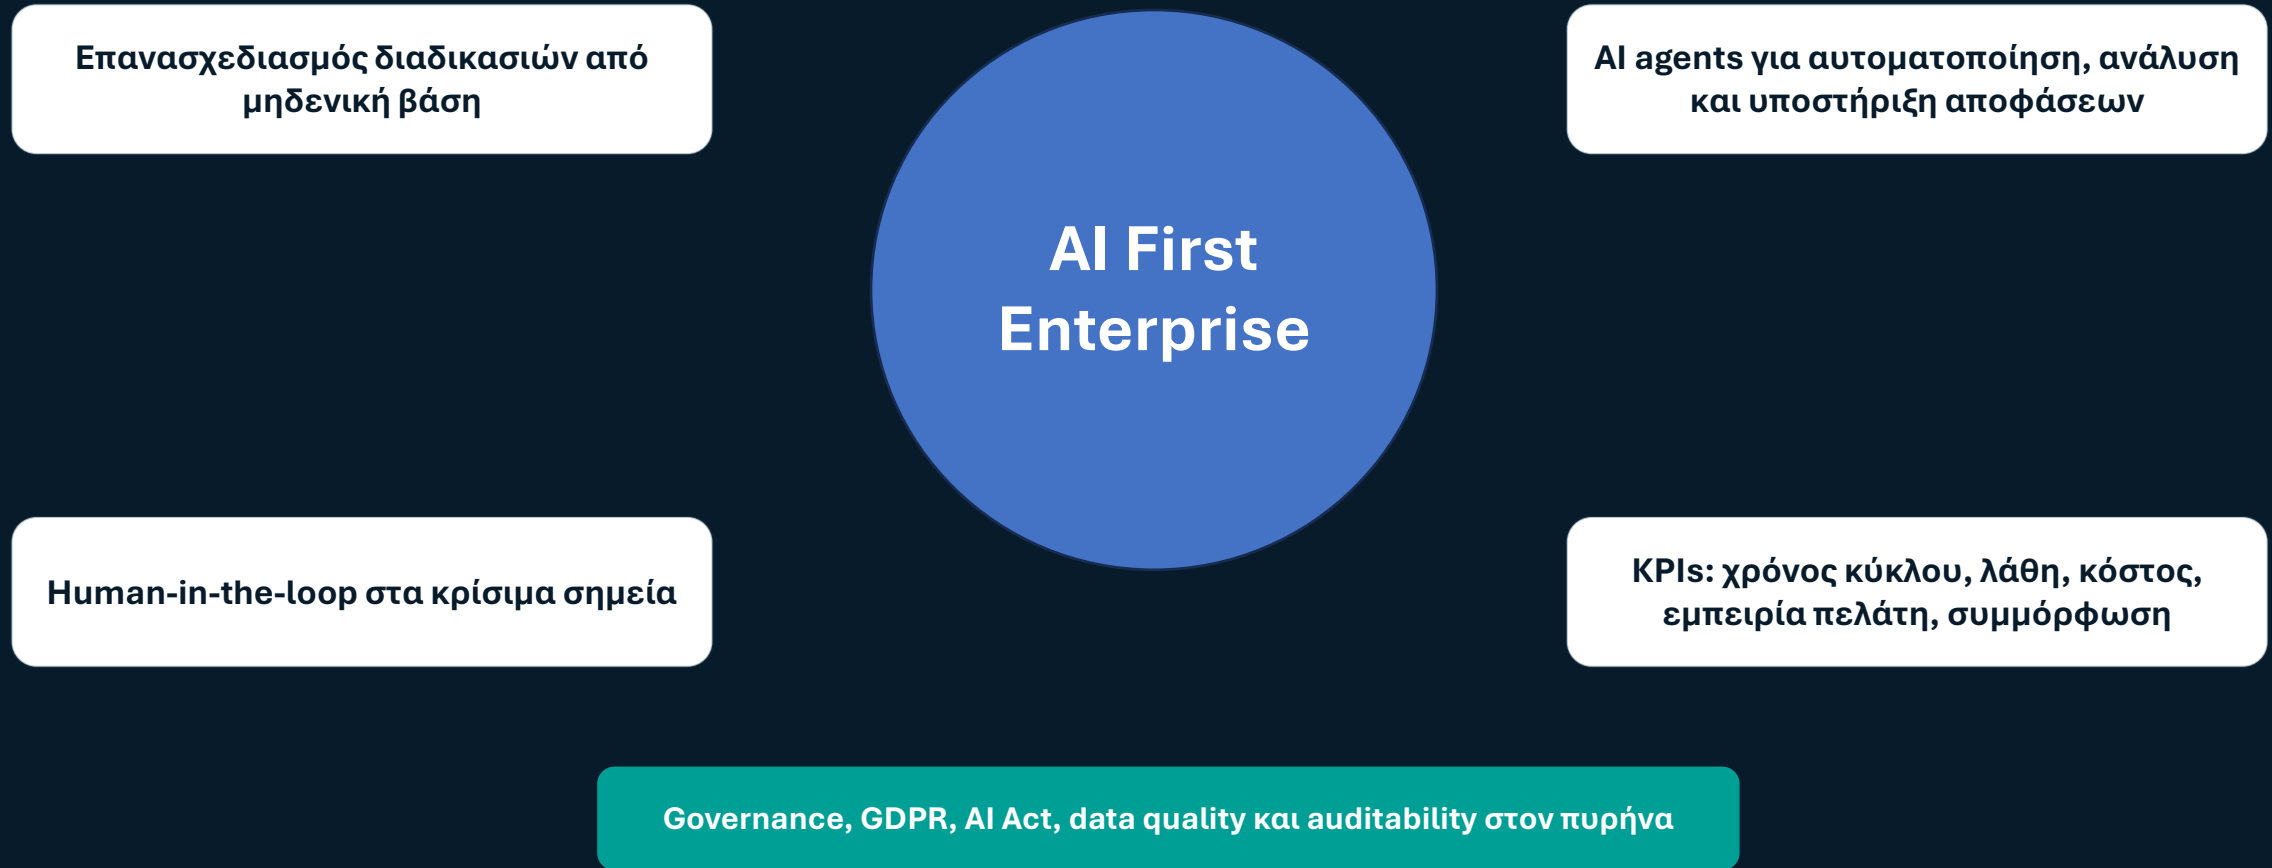 Επανασχεδιασμός διαδικασιών από
μηδενική βάση
AI agents για αυτοματοποίηση, ανάλυση
και υποστήριξη αποφάσεων
AI First
Enterprise
Human-in-the-loop στα κρίσιμα σημεία
KPIs: χρόνος κύκλου, λάθη, κόστος,
εμπειρία πελάτη, συμμόρφωση
Governance, GDPR, AI Act, data quality και auditability στον πυρήνα